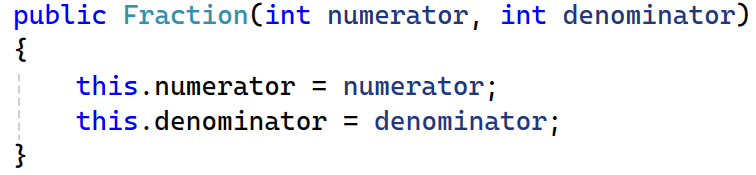 public Fraction(int numerator, int denominator)
{
    this.numerator = numerator;
    this.denominator = denominator;
}